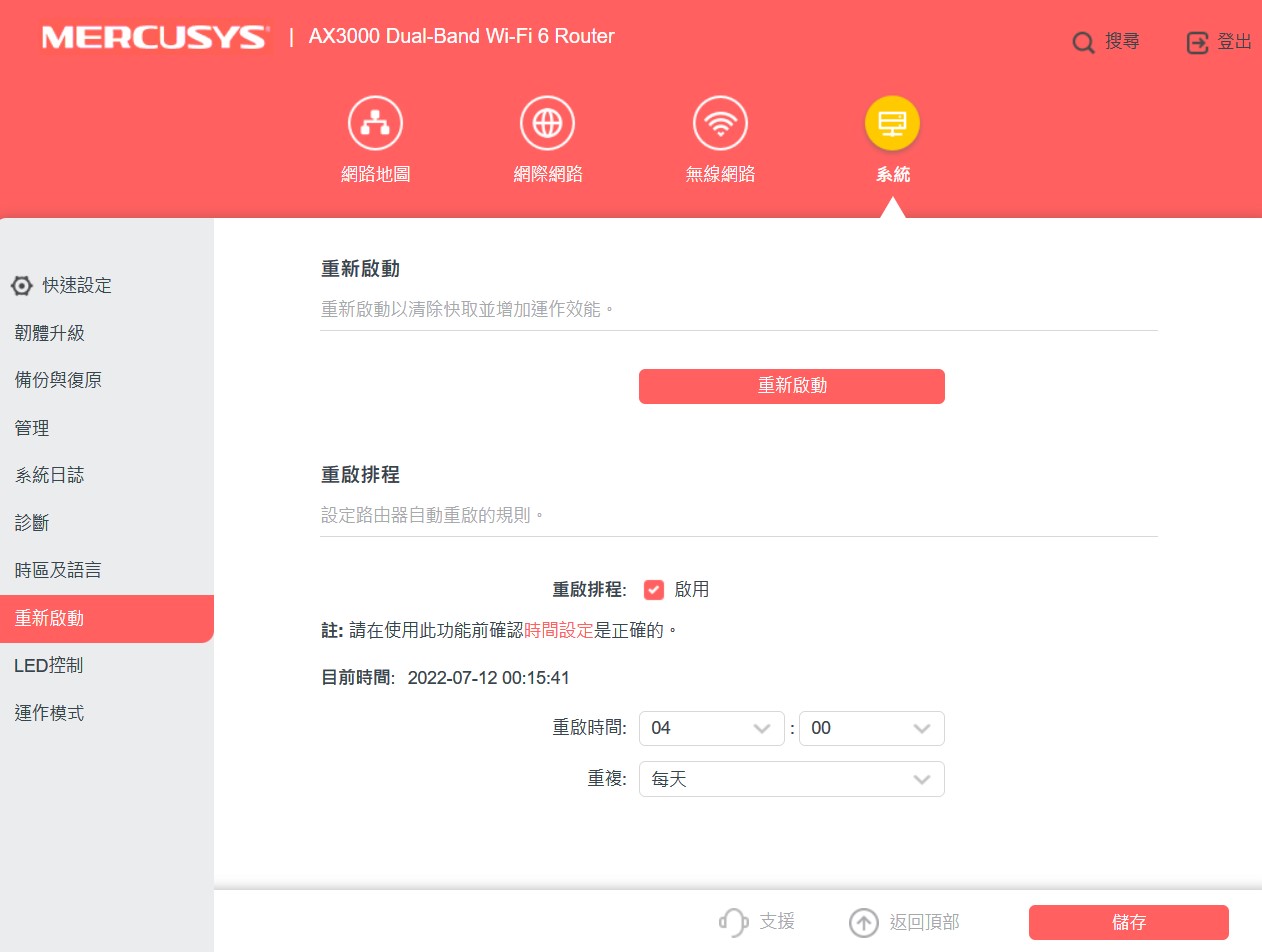 MERCUSYS | AX3000 Dual-Band Wi-Fi 6 Router
搜尋 登出
網路地圖 網際網路 無線網路 系統
快速設定
韌體升級
備份與復原
管理
系統日誌
診斷
時區及語言
重新啟動
LED控制
運作模式
重新啟動
重新啟動以清除快取並增加運作效能。
重新啟動
重啟排程
設定路由器自動重啟的規則。
重啟排程: 啟用
註: 請在使用此功能前確認時間設定是正確的。
目前時間: 2022-07-12 00:15:41
重啟時間: 04 : 00
重複: 每天
支援 返回頂部 儲存